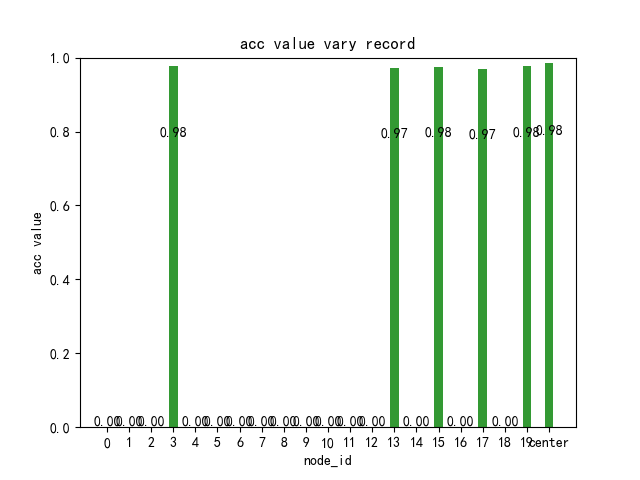 acc value vary record
1.0
0.8
0.6
0.4
0.2
0.0
acc value
0.98 0.97 0.98 0.97 0.98 0.98
0.00 0.00 0.00 0.00 0.00 0.00 0.00 0.00 0.00 0.00 0.00 0.00 0.00 0.00 0.00
0 1 2 3 4 5 6 7 8 9 10 11 12 13 14 15 16 17 18 19 center
node_id